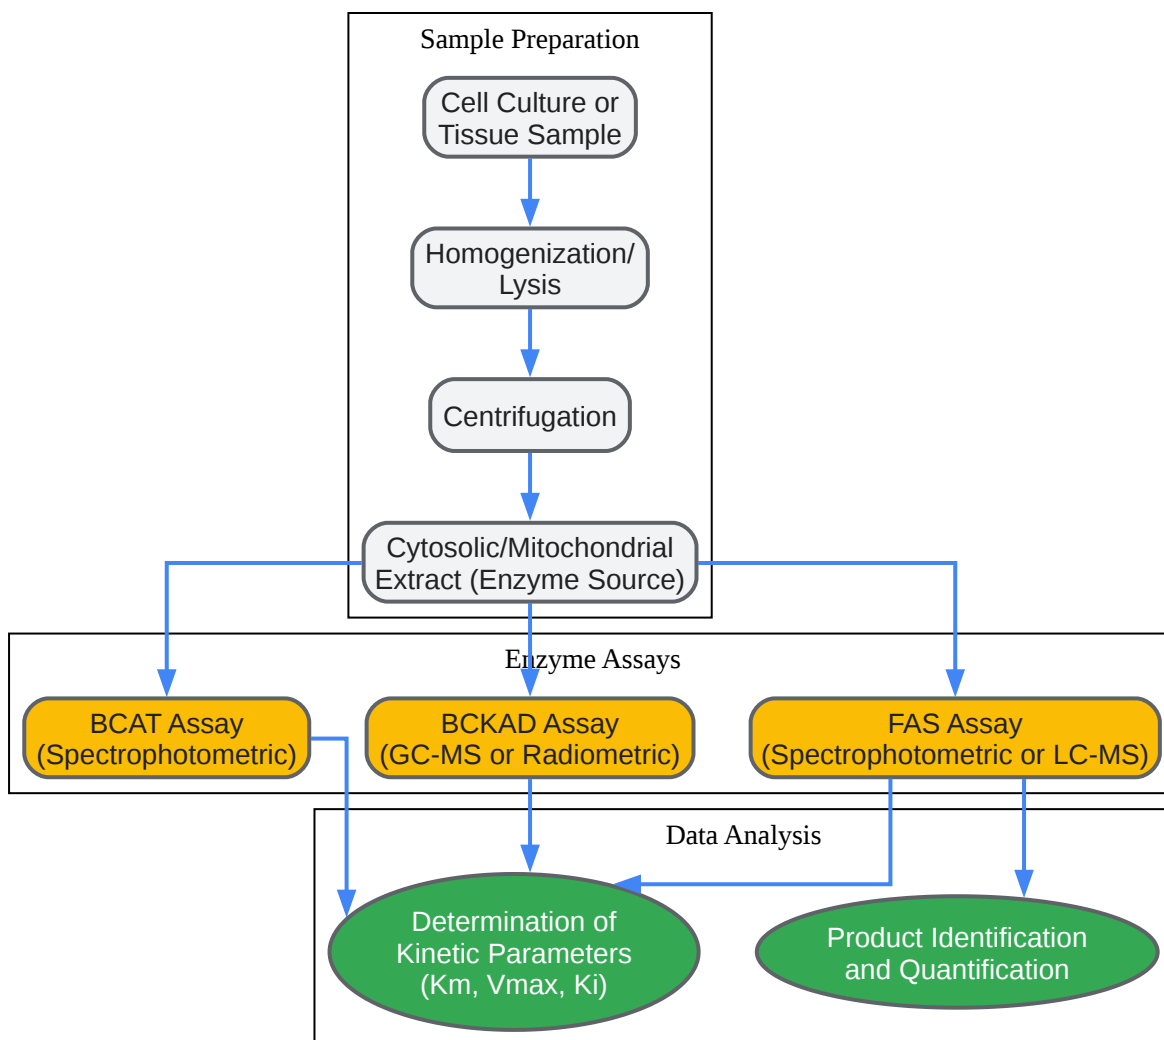 Sample Preparation
Cell Culture or
Tissue Sample
Homogenization/
Lysis
Centrifugation
Cytosolic/Mitochondrial
Extract (Enzyme Source)
Enzyme Assays
BCAT Assay
(Spectrophotometric)
BCKAD Assay
(GC-MS or Radiometric)
FAS Assay
(Spectrophotometric or LC-MS)
Data Analysis
Determination of
Kinetic Parameters
(Km, Vmax, Ki)
Product Identification
and Quantification